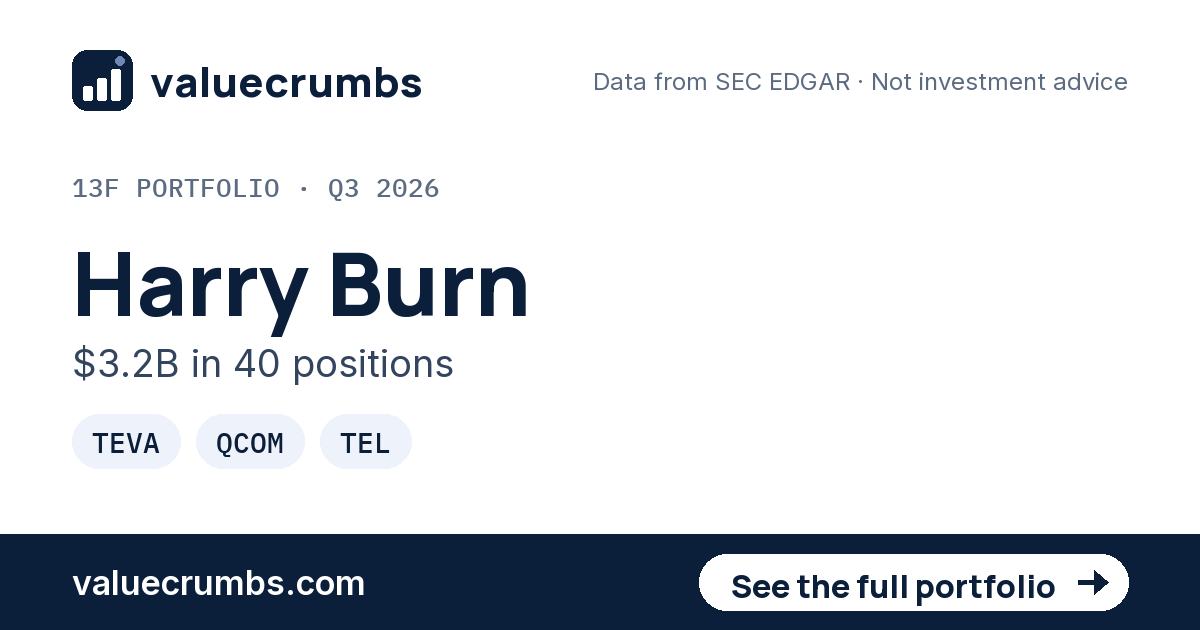 valuecrumbs
Data from SEC EDGAR · Not investment advice
13F PORTFOLIO · Q3 2026
Harry Burn
$3.2B in 40 positions
TEVA QCOM TEL
valuecrumbs.com
See the full portfolio →